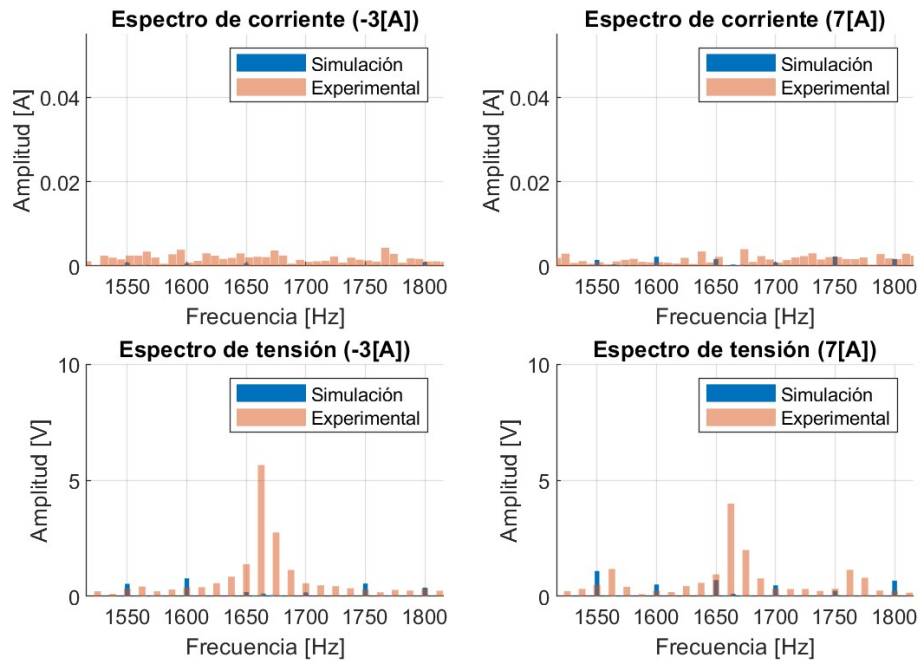 Espectro de corriente (-3[A])
Simulación
Experimental
0.04
0.02
0
Amplitud [A]
1550 1600 1650 1700 1750 1800
Frecuencia [Hz]
Espectro de corriente (7[A])
Simulación
Experimental
0.04
0.02
0
Amplitud [A]
1550 1600 1650 1700 1750 1800
Frecuencia [Hz]
Espectro de tensión (-3[A])
Simulación
Experimental
10
5
0
Amplitud [V]
1550 1600 1650 1700 1750 1800
Frecuencia [Hz]
Espectro de tensión (7[A])
Simulación
Experimental
10
5
0
Amplitud [V]
1550 1600 1650 1700 1750 1800
Frecuencia [Hz]